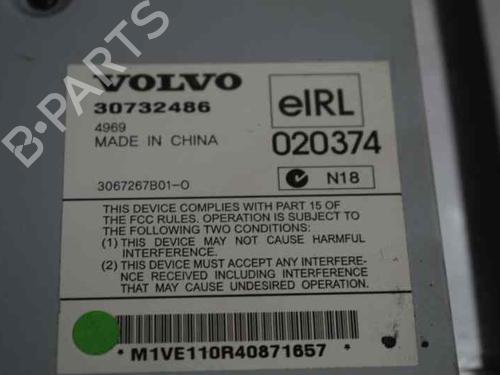 B-PARTS
VOLVO
30732486
4969
MADE IN CHINA
3067267B01-O
eIRL
020374
N18
THIS DEVICE COMPLIES WITH PART 15 OF
THE FCC RULES. OPERATION IS SUBJECT TO
THE FOLLOWING TWO CONDITIONS:
(1) THIS DEVICE MAY NOT CAUSE HARMFUL
INTERFERENCE.
(2) THIS DEVICE MUST ACCEPT ANY INTERFERE-
NCE RECEIVED INCLUDING INTERFERENCE
THAT MAY CAUSE UNDESIRED OPERATION.
* M1VE110R40871657 *